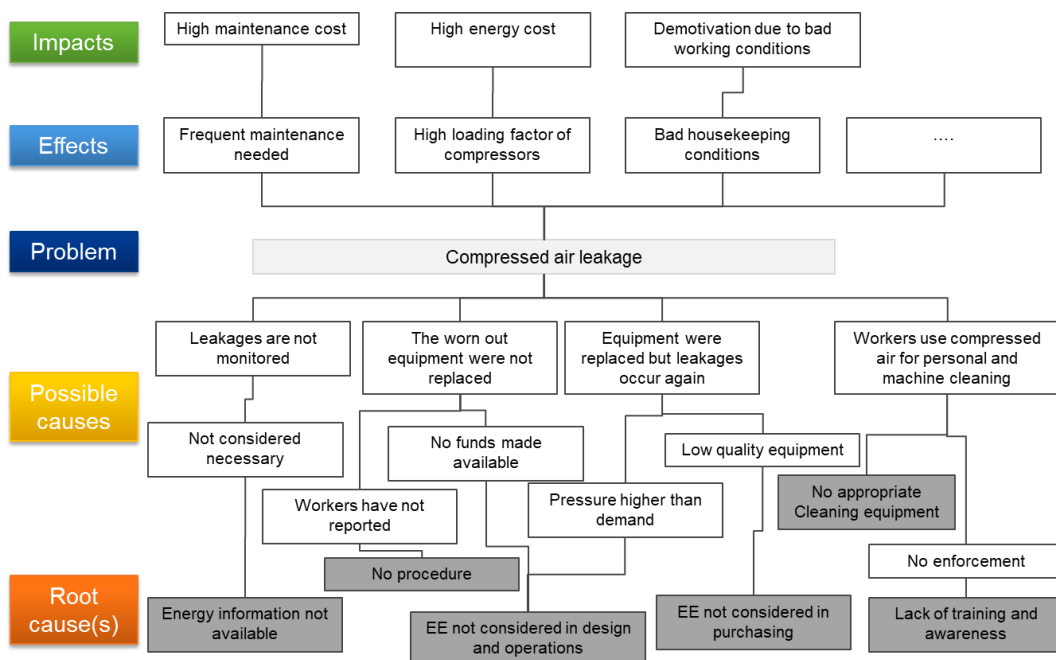 Impacts
High maintenance cost
High energy cost
Demotivation due to bad
working conditions
Effects
Frequent maintenance
needed
High loading factor of
compressors
Bad housekeeping
conditions
....
Problem
Compressed air leakage
Possible
causes
Leakages are not
monitored
The worn out
equipment were not
replaced
Equipment were
replaced but leakages
occur again
Workers use compressed
air for personal and
machine cleaning
Not considered
necessary
No funds made
available
Low quality equipment
Workers have not
reported
Pressure higher than
demand
No appropriate
Cleaning equipment
No procedure
No enforcement
Root
cause(s)
Energy information not
available
EE not considered in design
and operations
EE not considered in
purchasing
Lack of training and
awareness